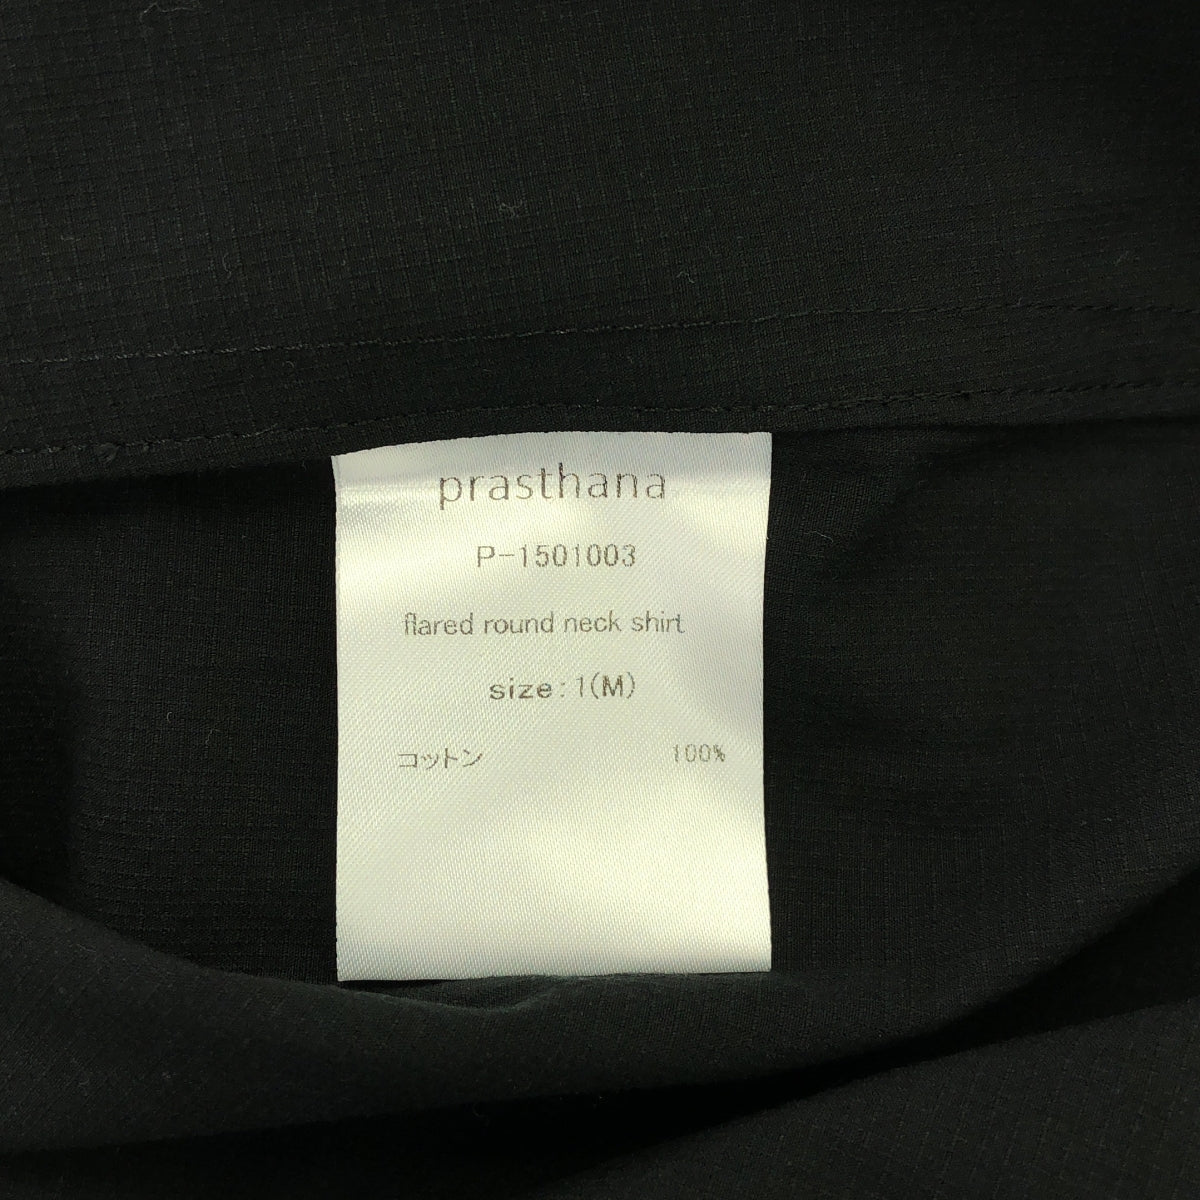 prasthana
P-1501003
flared round neck shirt
size:1(M)
コットン 100%